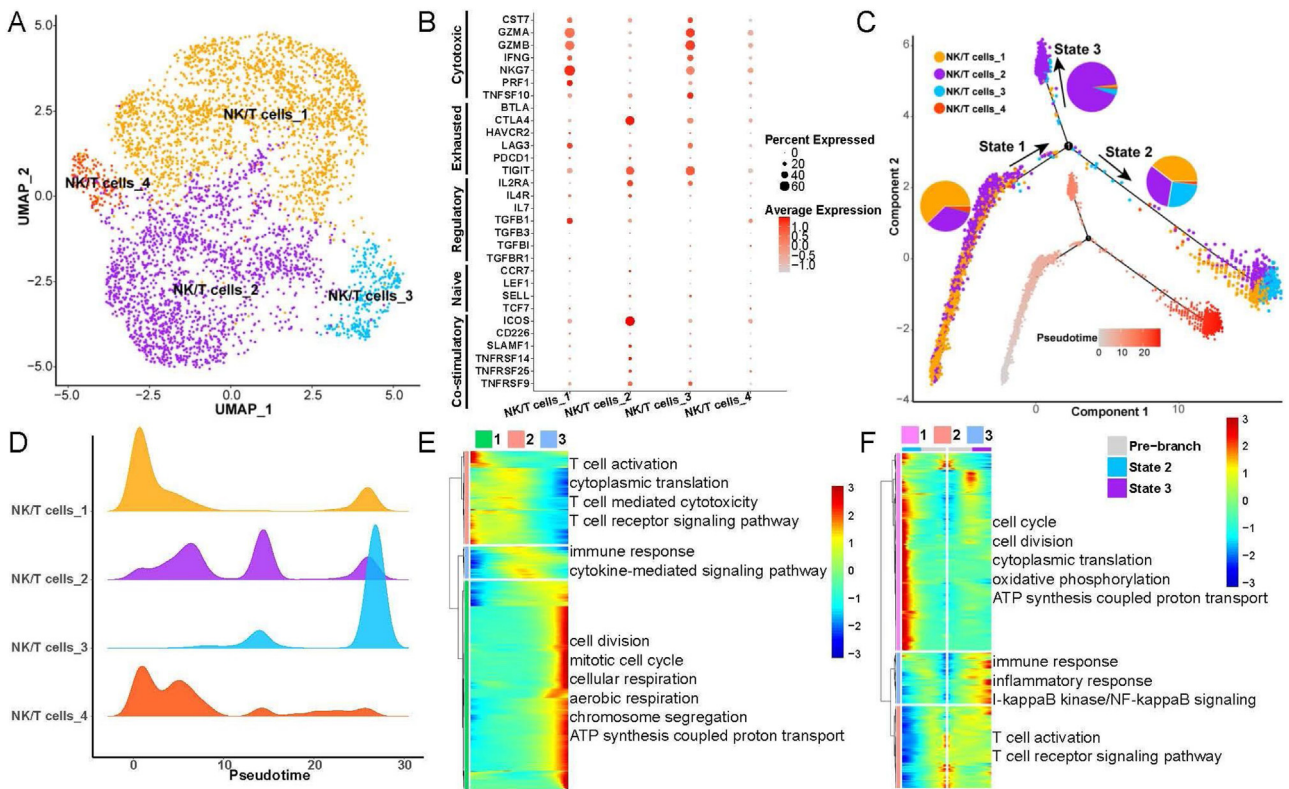 A
5.0
2.5
0.0
−2.5
−5.0
UMAP_2
NK/T cells_1
NK/T cells_4
NK/T cells_2
NK/T cells_3
−5.0
−2.5
0.0
2.5
5.0
UMAP_1
B
Cytotoxic
CST7
GZMA
GZMB
IFNG
NKG7
PRF1
TNFSF10
Exhausted
BTLA
CTLA4
HAVCR2
LAG3
PDCD1
TIGIT
Regulatory
IL2RA
IL4R
IL7
TGFB1
TGFB3
TGFBI
TGFBR1
Naive
CCR7
LEF1
SELL
TCF7
Co-stimulatory
ICOS
CD226
SLAMF1
TNFRSF14
TNFRSF25
TNFRSF9
NK/T cells_1
NK/T cells_2
NK/T cells_3
NK/T cells_4
Percent Expressed
0
20
40
60
Average Expression
1.0
0.5
0.0
−0.5
−1.0
C
6
4
2
0
−2
−4
Component 2
NK/T cells_1
NK/T cells_2
NK/T cells_3
NK/T cells_4
State 3
State 1
State 2
1
Pseudotime
0 10 20
0
10
Component 1
D
NK/T cells_1
NK/T cells_2
NK/T cells_3
NK/T cells_4
0
10
20
30
Pseudotime
E
1 2 3
T cell activation
cytoplasmic translation
T cell mediated cytotoxicity
T cell receptor signaling pathway
immune response
cytokine-mediated signaling pathway
cell division
mitotic cell cycle
cellular respiration
aerobic respiration
chromosome segregation
ATP synthesis coupled proton transport
3
2
1
0
−1
−2
−3
F
1 2 3
Pre-branch
State 2
State 3
cell cycle
cell division
cytoplasmic translation
oxidative phosphorylation
ATP synthesis coupled proton transport
immune response
inflammatory response
I-kappaB kinase/NF-kappaB signaling
T cell activation
T cell receptor signaling pathway
3
2
1
0
−1
−2
−3